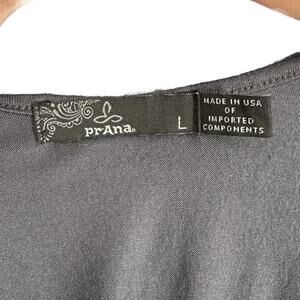 prAna®
L
MADE IN USA
OF
IMPORTED
COMPONENTS